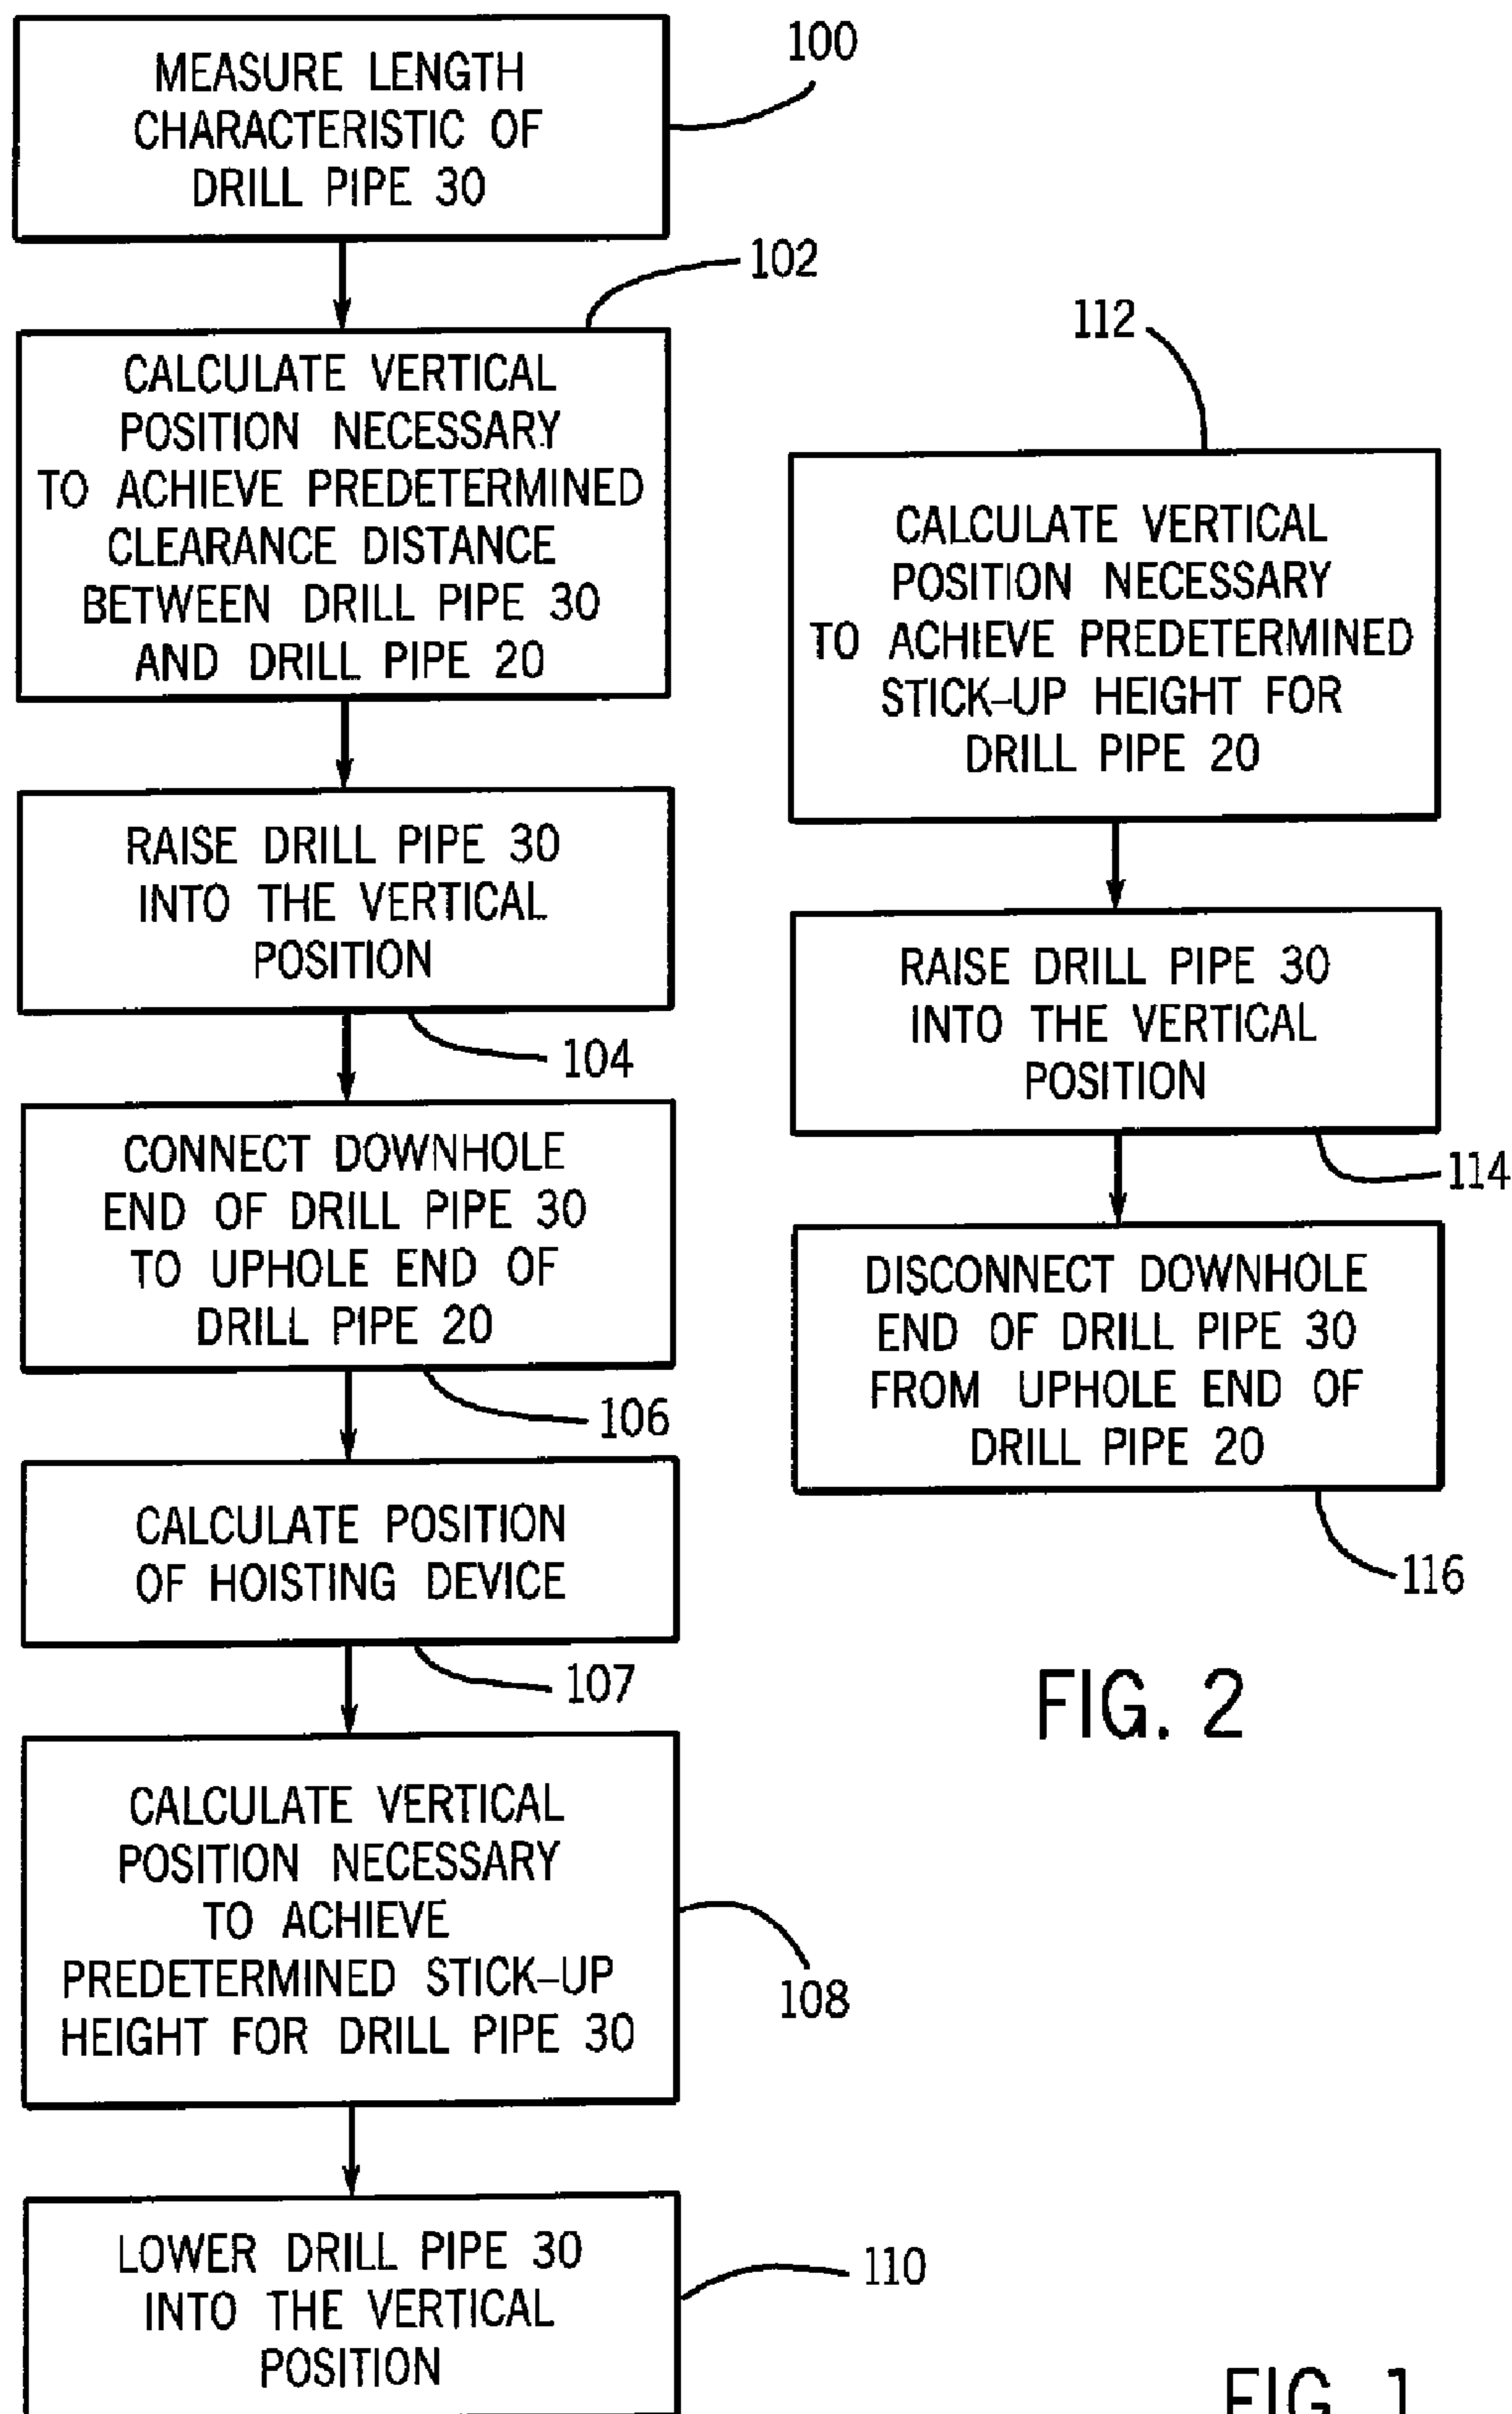 100
MEASURE LENGTH
CHARACTERISTIC OF
DRILL PIPE 30
102
CALCULATE VERTICAL
POSITION NECESSARY
TO ACHIEVE PREDETERMINED
CLEARANCE DISTANCE
BETWEEN DRILL PIPE 30
AND DRILL PIPE 20
RAISE DRILL PIPE 30
INTO THE VERTICAL
POSITION
104
CONNECT DOWNHOLE
END OF DRILL PIPE 30
TO UPHOLE END OF
DRILL PIPE 20
106
CALCULATE POSITION
OF HOISTING DEVICE
107
CALCULATE VERTICAL
POSITION NECESSARY
TO ACHIEVE
PREDETERMINED STICK-UP
HEIGHT FOR DRILL PIPE 30
108
LOWER DRILL PIPE 30
INTO THE VERTICAL
POSITION
110
FIG. 1
112
CALCULATE VERTICAL
POSITION NECESSARY
TO ACHIEVE PREDETERMINED
STICK-UP HEIGHT FOR
DRILL PIPE 20
RAISE DRILL PIPE 30
INTO THE VERTICAL
POSITION
114
DISCONNECT DOWNHOLE
END OF DRILL PIPE 30
FROM UPHOLE END OF
DRILL PIPE 20
116
FIG. 2